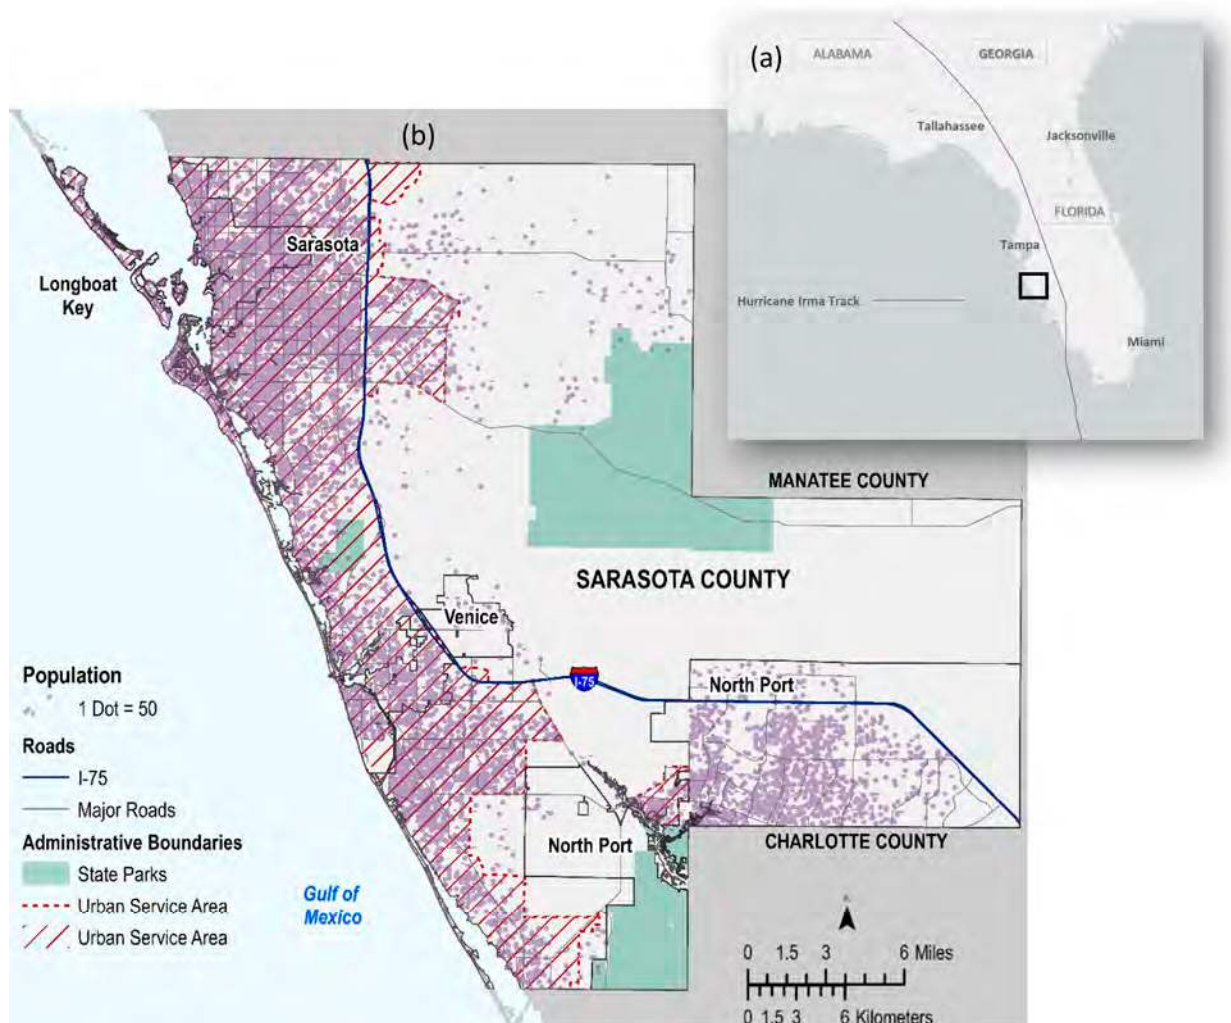 (a)
ALABAMA
GEORGIA
Tallahassee
Jacksonville
FLORIDA
Tampa
Hurricane Irma Track
Miami
(b)
Sarasota
Longboat
Key
MANATEE COUNTY
SARASOTA COUNTY
Venice
I-75
North Port
North Port
CHARLOTTE COUNTY
Gulf of
Mexico
Population
1 Dot = 50
Roads
I-75
Major Roads
Administrative Boundaries
State Parks
Urban Service Area
Urban Service Area
0 1.5 3 6 Miles
0 1.5 3 6 Kilometers